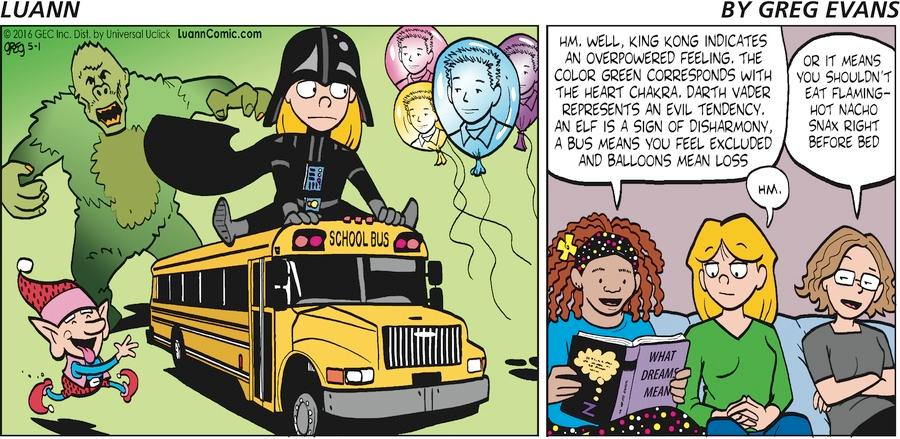 LUANN
BY GREG EVANS
© 2016 GEC Inc. Dist. by Universal Uclick LuannComic.com
greg 5-1
SCHOOL BUS
greg
HM. WELL, KING KONG INDICATES
AN OVERPOWERED FEELING. THE
COLOR GREEN CORRESPONDS WITH
THE HEART CHAKRA. DARTH VADER
REPRESENTS AN EVIL TENDENCY.
AN ELF IS A SIGN OF DISHARMONY,
A BUS MEANS YOU FEEL EXCLUDED
AND BALLOONS MEAN LOSS
HM.
OR IT MEANS
YOU SHOULDN'T
EAT FLAMING-
HOT NACHO
SNAX RIGHT
BEFORE BED
Z
WHAT
DREAMS
MEAN